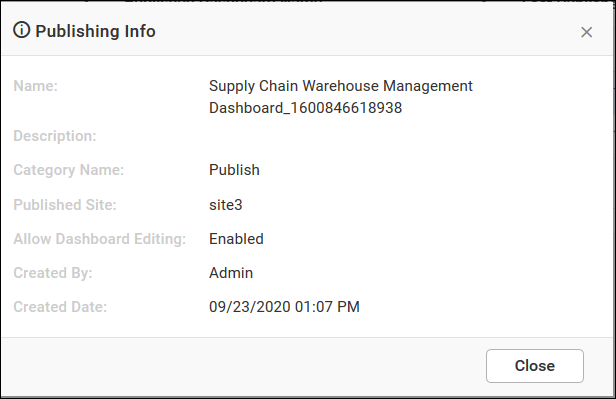 Publishing Info
Name: Supply Chain Warehouse Management
Dashboard_1600846618938
Description:
Category Name: Publish
Published Site: site3
Allow Dashboard Editing: Enabled
Created By: Admin
Created Date: 09/23/2020 01:07 PM
Close